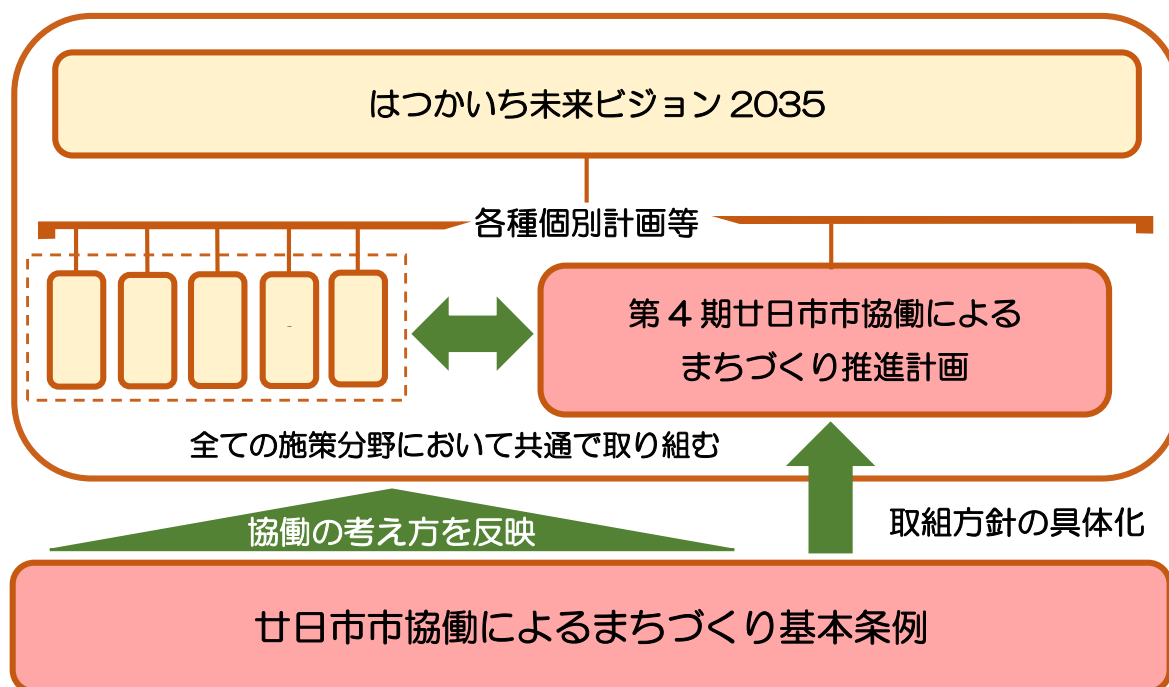 はつかいち未来ビジョン 2035
各種個別計画等
第 4 期廿日市市協働による
まちづくり推進計画
全ての施策分野において共通で取り組む
協働の考え方を反映
取組方針の具体化
廿日市市協働によるまちづくり基本条例